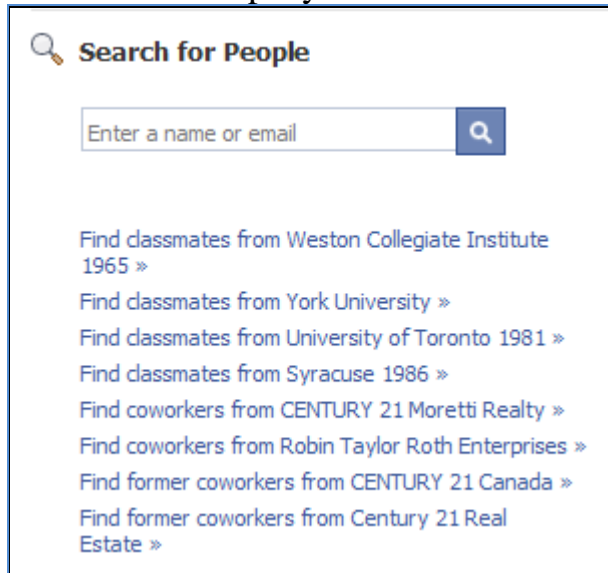 Search for People
Enter a name or email
Find classmates from Weston Collegiate Institute
1965 »
Find classmates from York University »
Find classmates from University of Toronto 1981 »
Find classmates from Syracuse 1986 »
Find coworkers from CENTURY 21 Moretti Realty »
Find coworkers from Robin Taylor Roth Enterprises »
Find former coworkers from CENTURY 21 Canada »
Find former coworkers from Century 21 Real
Estate »